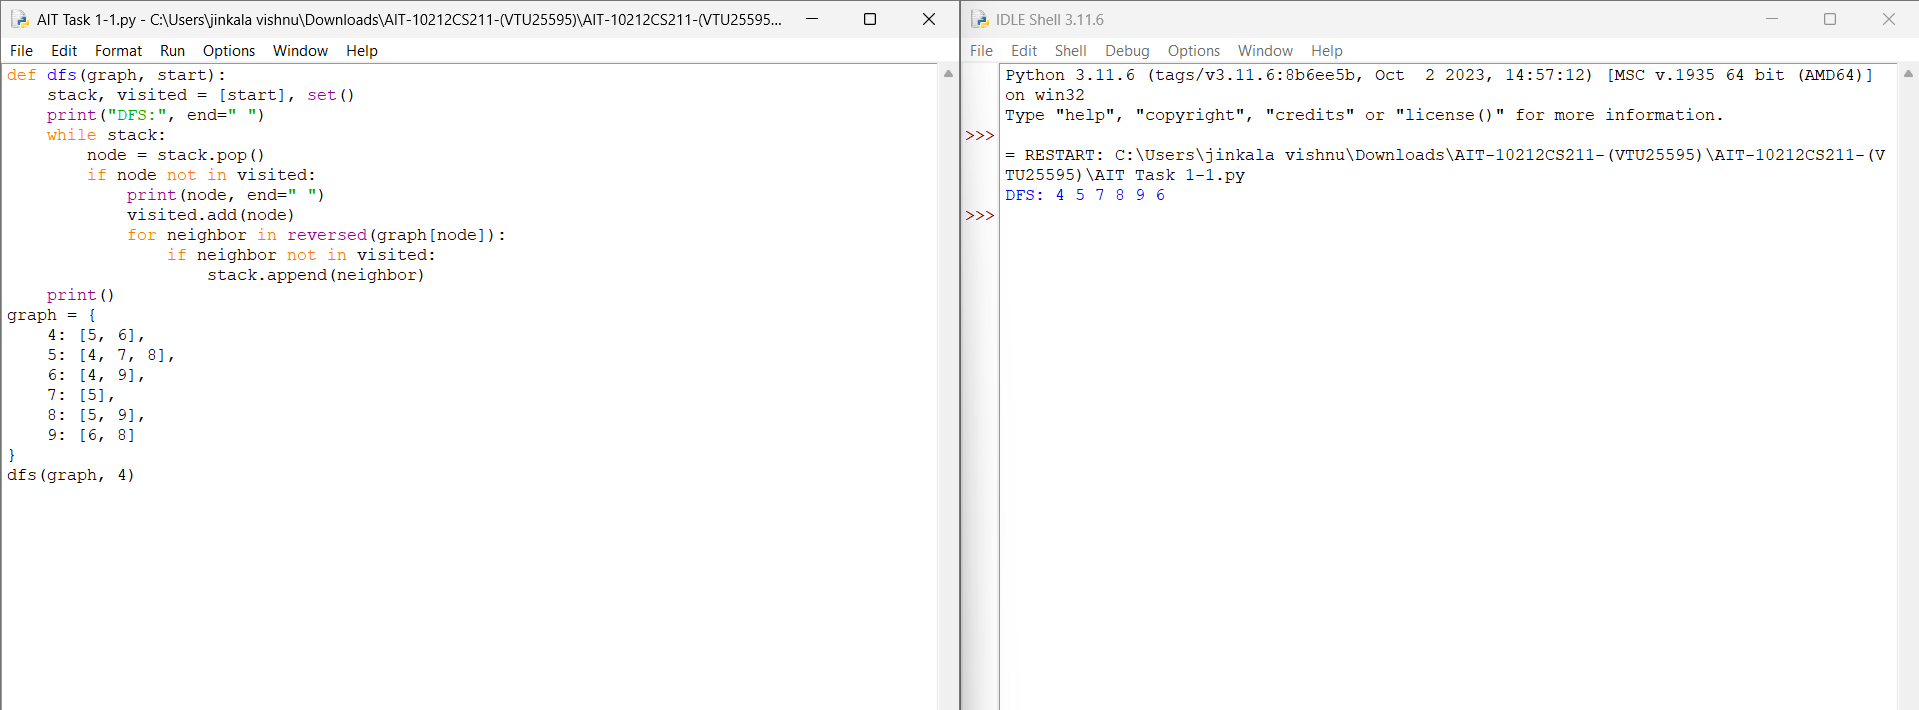 AIT Task 1-1.py - C:\Users\jinkala vishnu\Downloads\AIT-10212CS211-(VTU25595)\AIT-10212CS211-(VTU25595...
File Edit Format Run Options Window Help
def dfs(graph, start):
    stack, visited = [start], set()
    print("DFS:", end=" ")
    while stack:
        node = stack.pop()
        if node not in visited:
            print(node, end=" ")
            visited.add(node)
            for neighbor in reversed(graph[node]):
                if neighbor not in visited:
                    stack.append(neighbor)
    print()
graph = {
    4: [5, 6],
    5: [4, 7, 8],
    6: [4, 9],
    7: [5],
    8: [5, 9],
    9: [6, 8]
}
dfs(graph, 4)
IDLE Shell 3.11.6
File Edit Shell Debug Options Window Help
Python 3.11.6 (tags/v3.11.6:8b6ee5b, Oct  2 2023, 14:57:12) [MSC v.1935 64 bit (AMD64)]
on win32
Type "help", "copyright", "credits" or "license()" for more information.
>>>
= RESTART: C:\Users\jinkala vishnu\Downloads\AIT-10212CS211-(VTU25595)\AIT-10212CS211-(V
TU25595)\AIT Task 1-1.py
DFS: 4 5 7 8 9 6
>>>